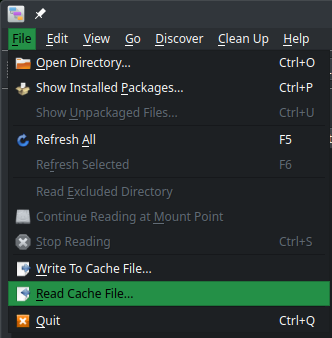 File Edit View Go Discover Clean Up Help
Open Directory... Ctrl+O
Show Installed Packages... Ctrl+P
Show Unpackaged Files... Ctrl+U
Refresh All F5
Refresh Selected F6
Read Excluded Directory
Continue Reading at Mount Point
Stop Reading Ctrl+S
Write To Cache File...
Read Cache File...
Quit Ctrl+Q